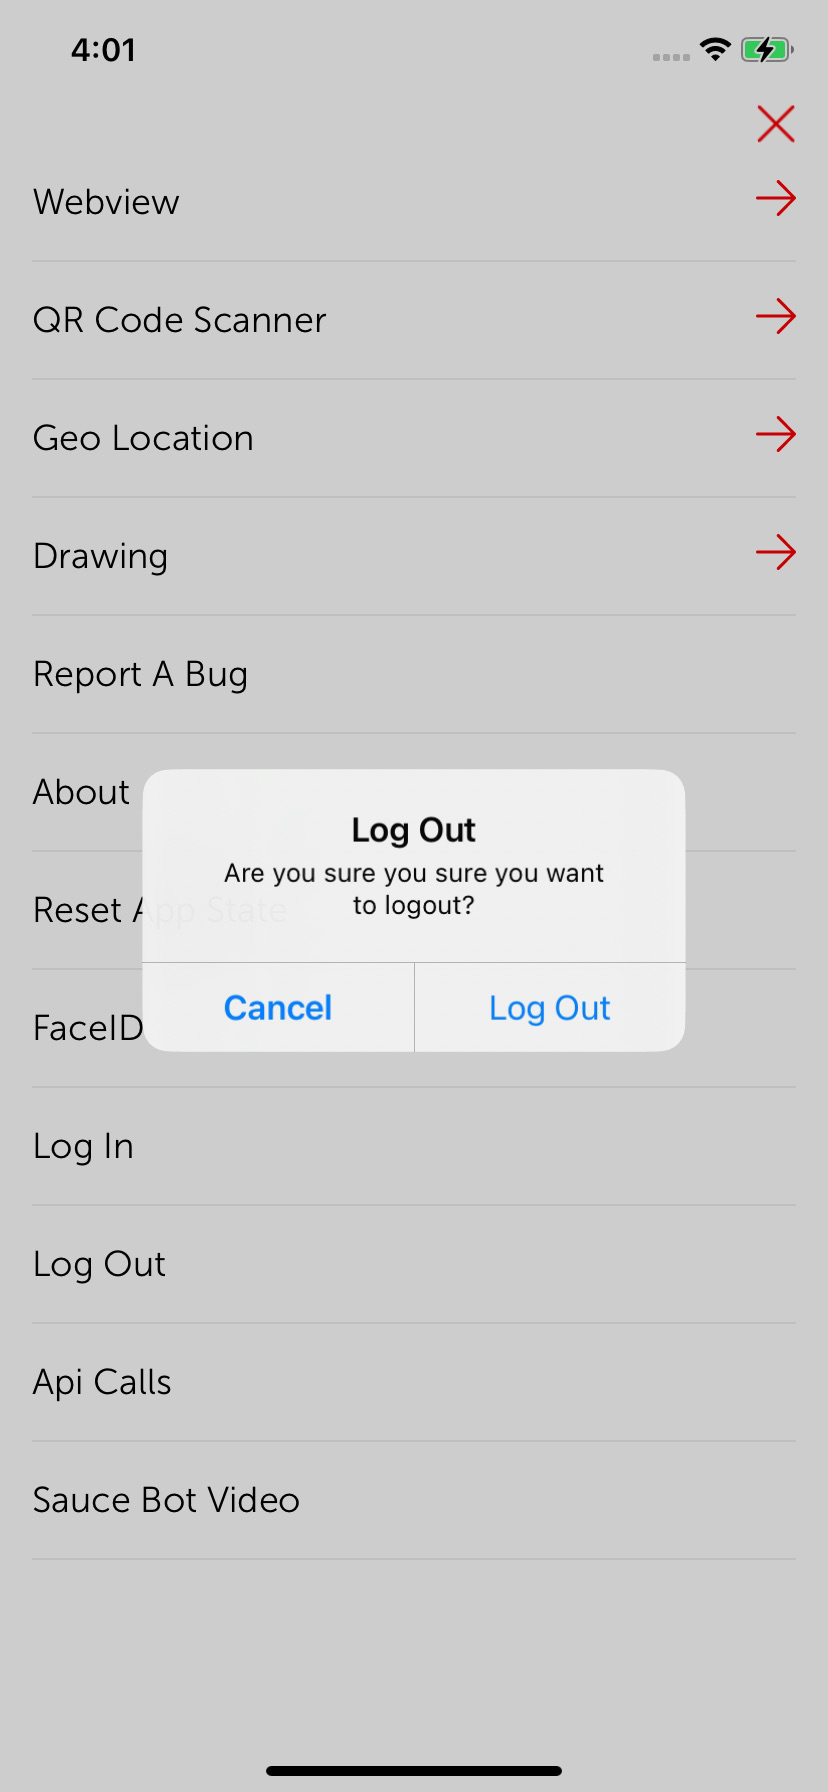 4:01
Webview
QR Code Scanner
Geo Location
Drawing
Report A Bug
About
Reset App State
FaceID
Log Out
Are you sure you sure you want
to logout?
Cancel
Log Out
Log In
Log Out
Api Calls
Sauce Bot Video